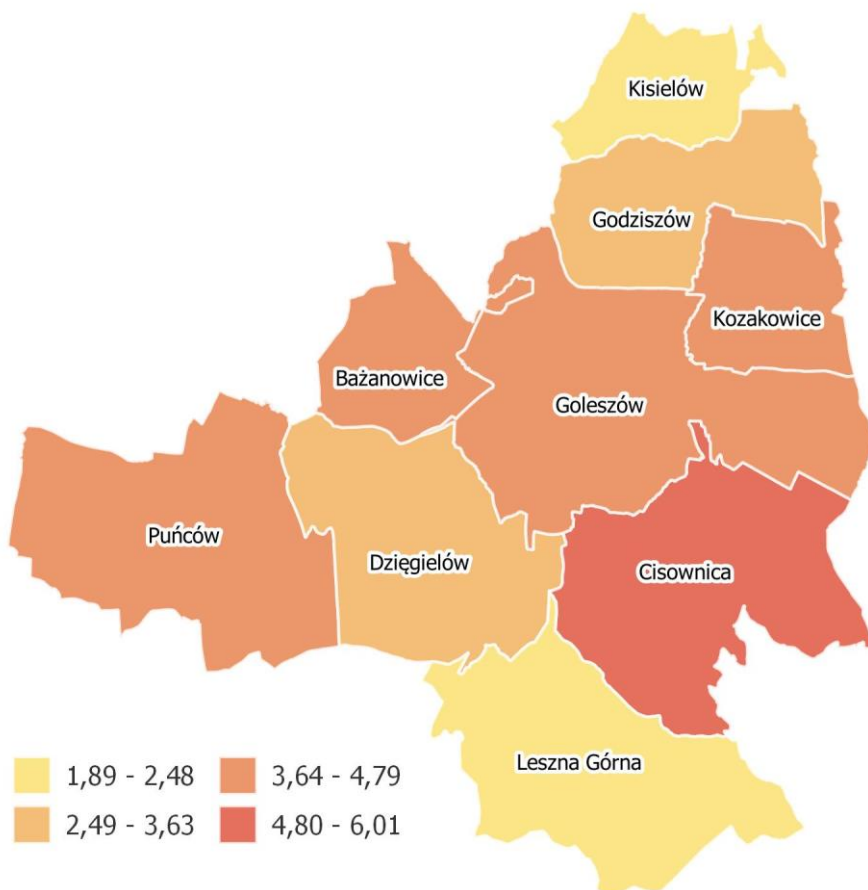 Kisielów
Godziszów
Kozakowice
Bażanowice
Goleszów
Puńców
Dzięgielów
Cisownica
Leszna Górna
1,89 - 2,48
3,64 - 4,79
2,49 - 3,63
4,80 - 6,01